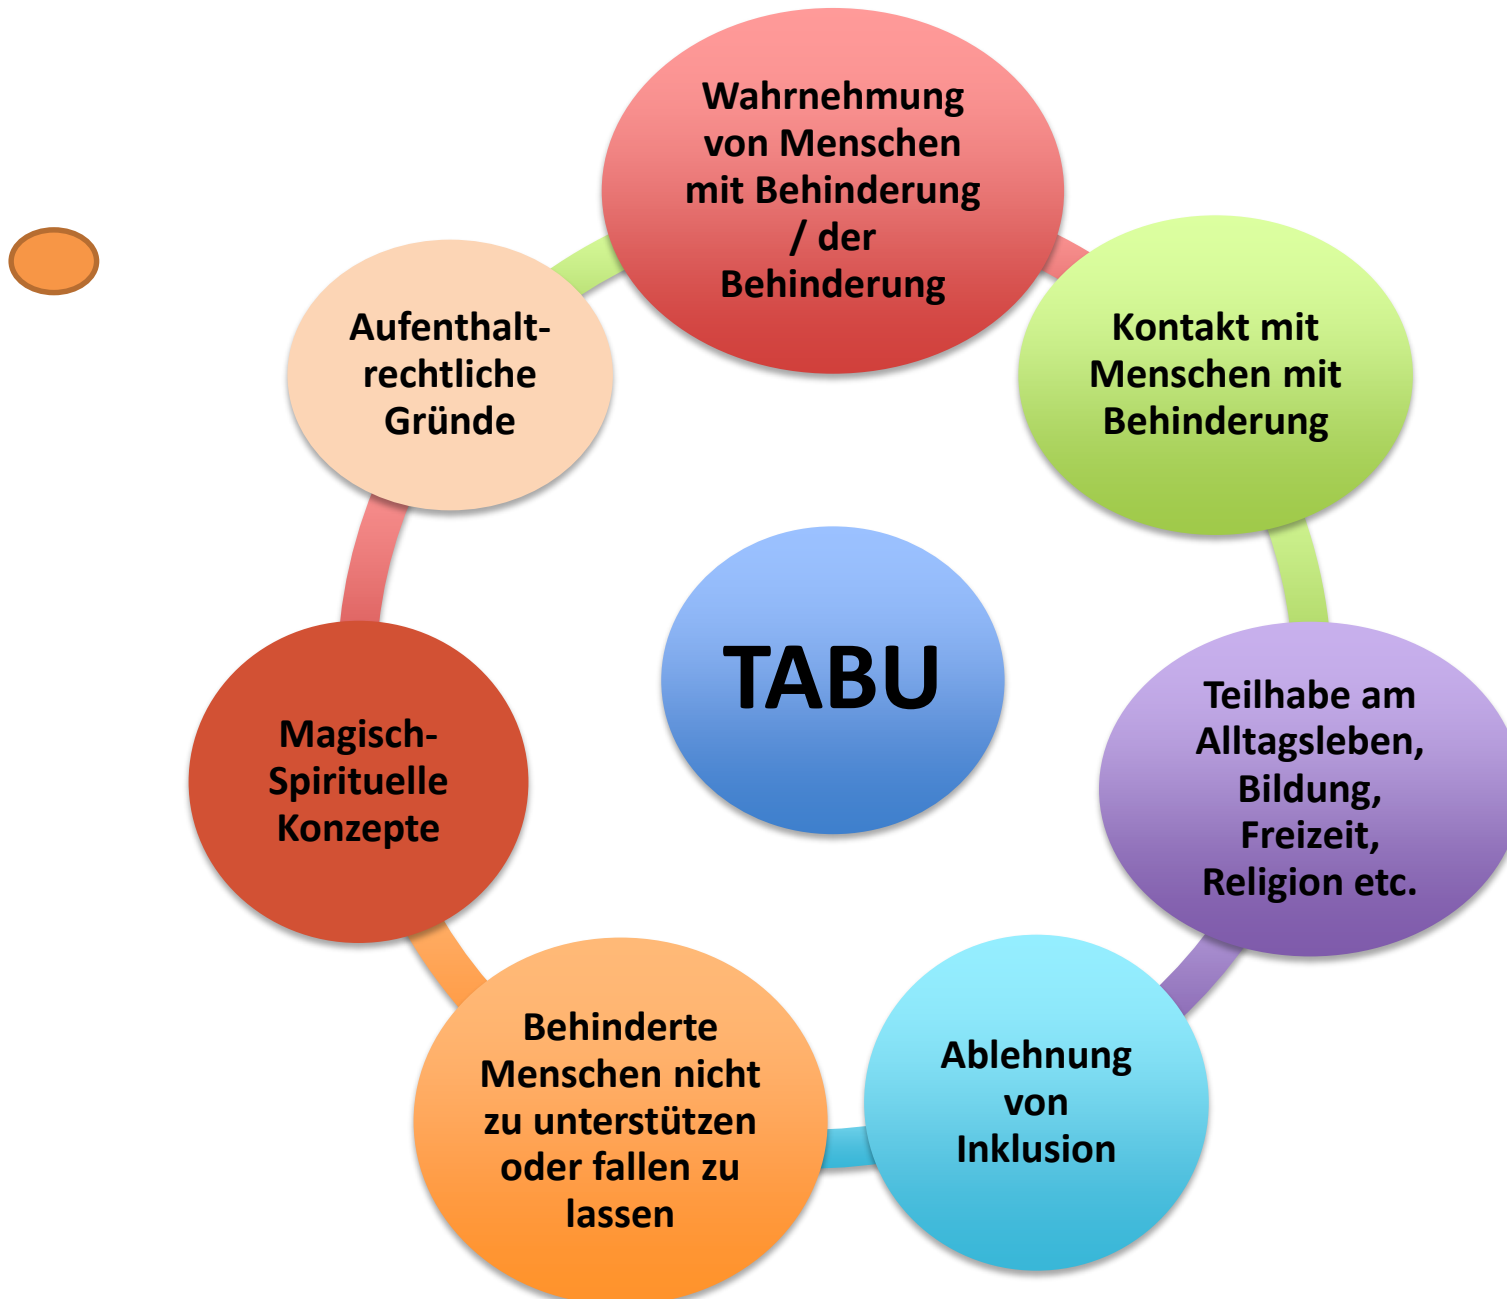 Wahrnehmung
von Menschen
mit Behinderung
/ der
Behinderung
Kontakt mit
Menschen mit
Behinderung
Teilhabe am
Alltagsleben,
Bildung,
Freizeit,
Religion etc.
Ablehnung
von
Inklusion
Behinderte
Menschen nicht
zu unterstützen
oder fallen zu
lassen
Magisch-
Spirituelle
Konzepte
Aufenthalt-
rechtliche
Gründe
TABU